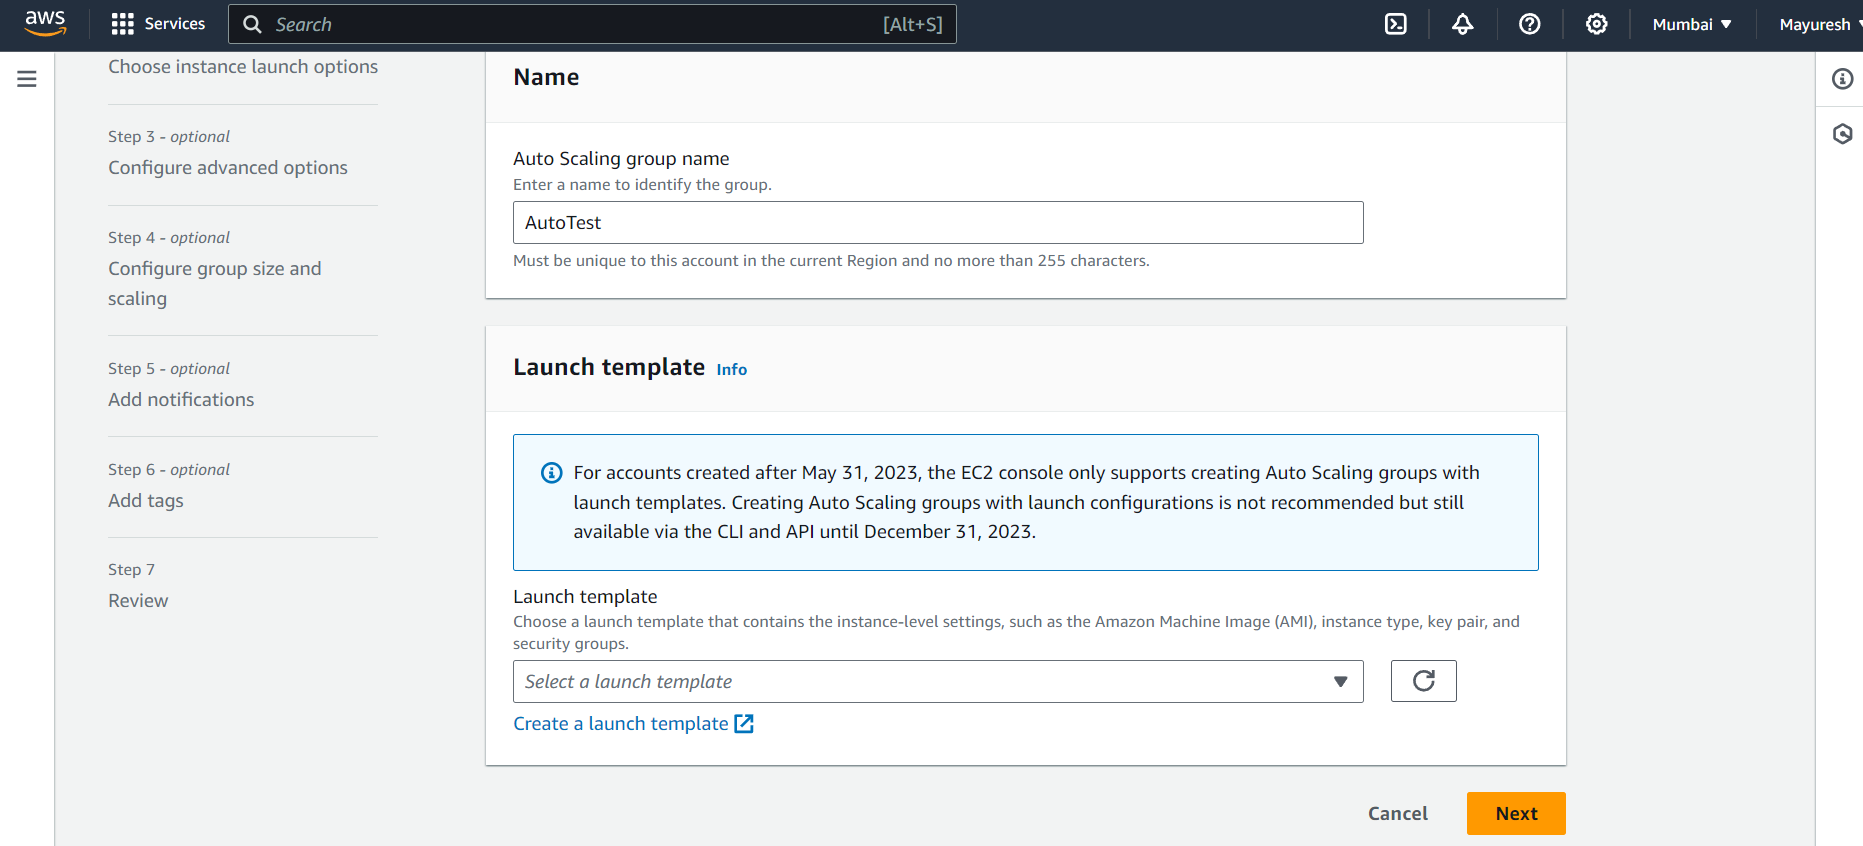 aws
Services
Search
[Alt+S]
Mumbai
Mayuresh
Choose instance launch options
Step 3 - optional
Configure advanced options
Step 4 - optional
Configure group size and
scaling
Step 5 - optional
Add notifications
Step 6 - optional
Add tags
Step 7
Review
Name
Auto Scaling group name
Enter a name to identify the group.
AutoTest
Must be unique to this account in the current Region and no more than 255 characters.
Launch template Info
For accounts created after May 31, 2023, the EC2 console only supports creating Auto Scaling groups with
launch templates. Creating Auto Scaling groups with launch configurations is not recommended but still
available via the CLI and API until December 31, 2023.
Launch template
Choose a launch template that contains the instance-level settings, such as the Amazon Machine Image (AMI), instance type, key pair, and
security groups.
Select a launch template
Create a launch template
Cancel
Next